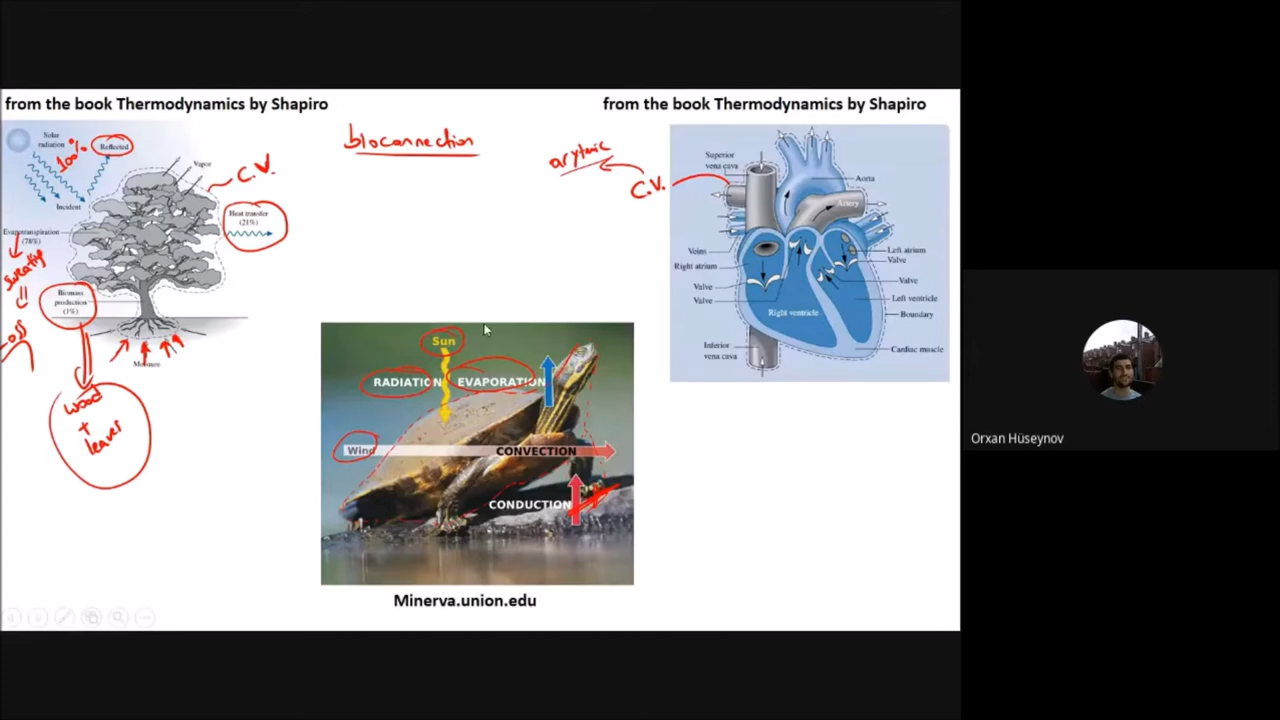 from the book Thermodynamics by Shapiro
from the book Thermodynamics by Shapiro
bioconnection
Solar
radiation
100%
Reflected
Vapor
C.V.
Incident
Heat transfer
(21%)
Evapotranspiration
(78%)
sweating
loss
Biomass
production
(1%)
Moisture
wood
+
leaves
Sun
RADIATION
EVAPORATION
Wind
CONVECTION
CONDUCTION
Minerva.union.edu
C.V.
Superior
vena cava
Aorta
Artery
Veins
Right atrium
Valve
Valve
Left atrium
Valve
Valve
Left ventricle
Right ventricle
Boundary
Inferior
vena cava
Cardiac muscle
Orxan Hüseynov